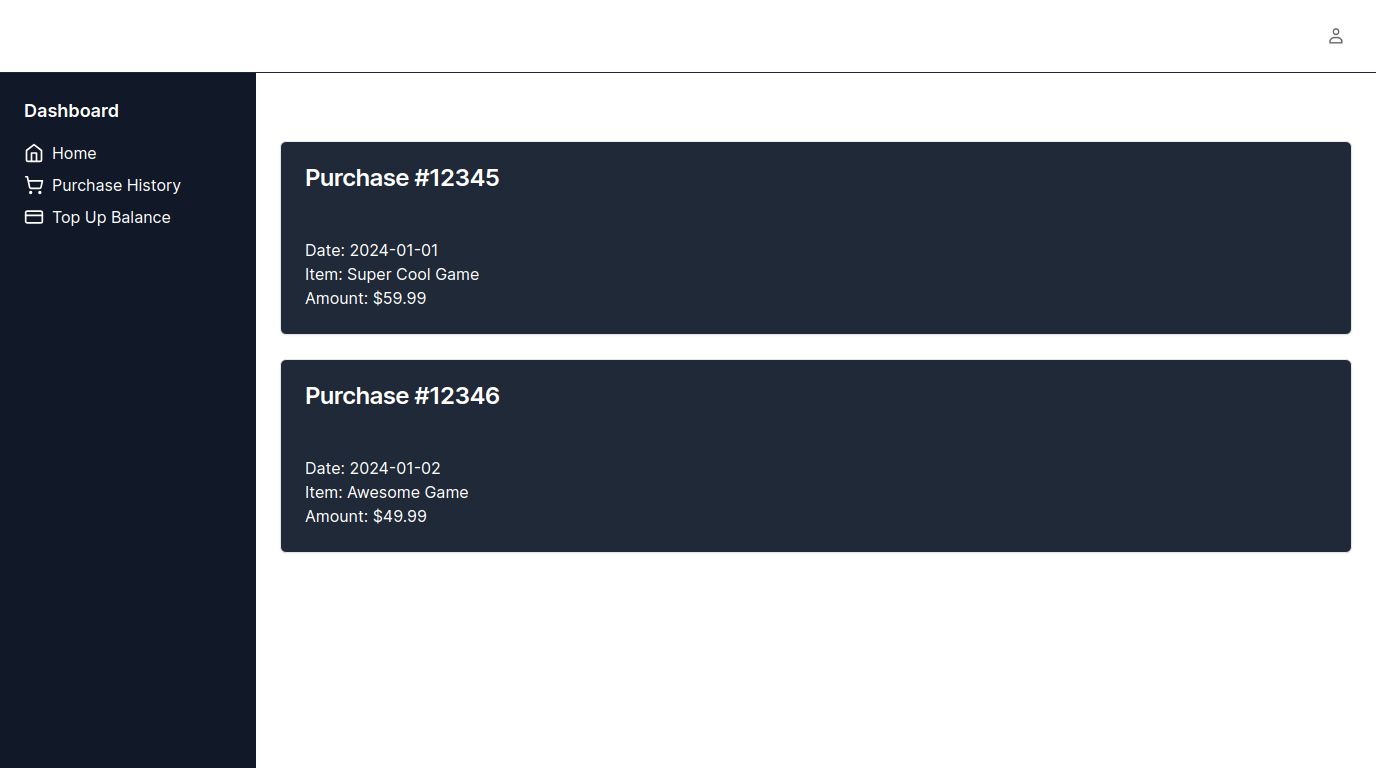 Dashboard
Home
Purchase History
Top Up Balance
Purchase #12345
Date: 2024-01-01
Item: Super Cool Game
Amount: $59.99
Purchase #12346
Date: 2024-01-02
Item: Awesome Game
Amount: $49.99